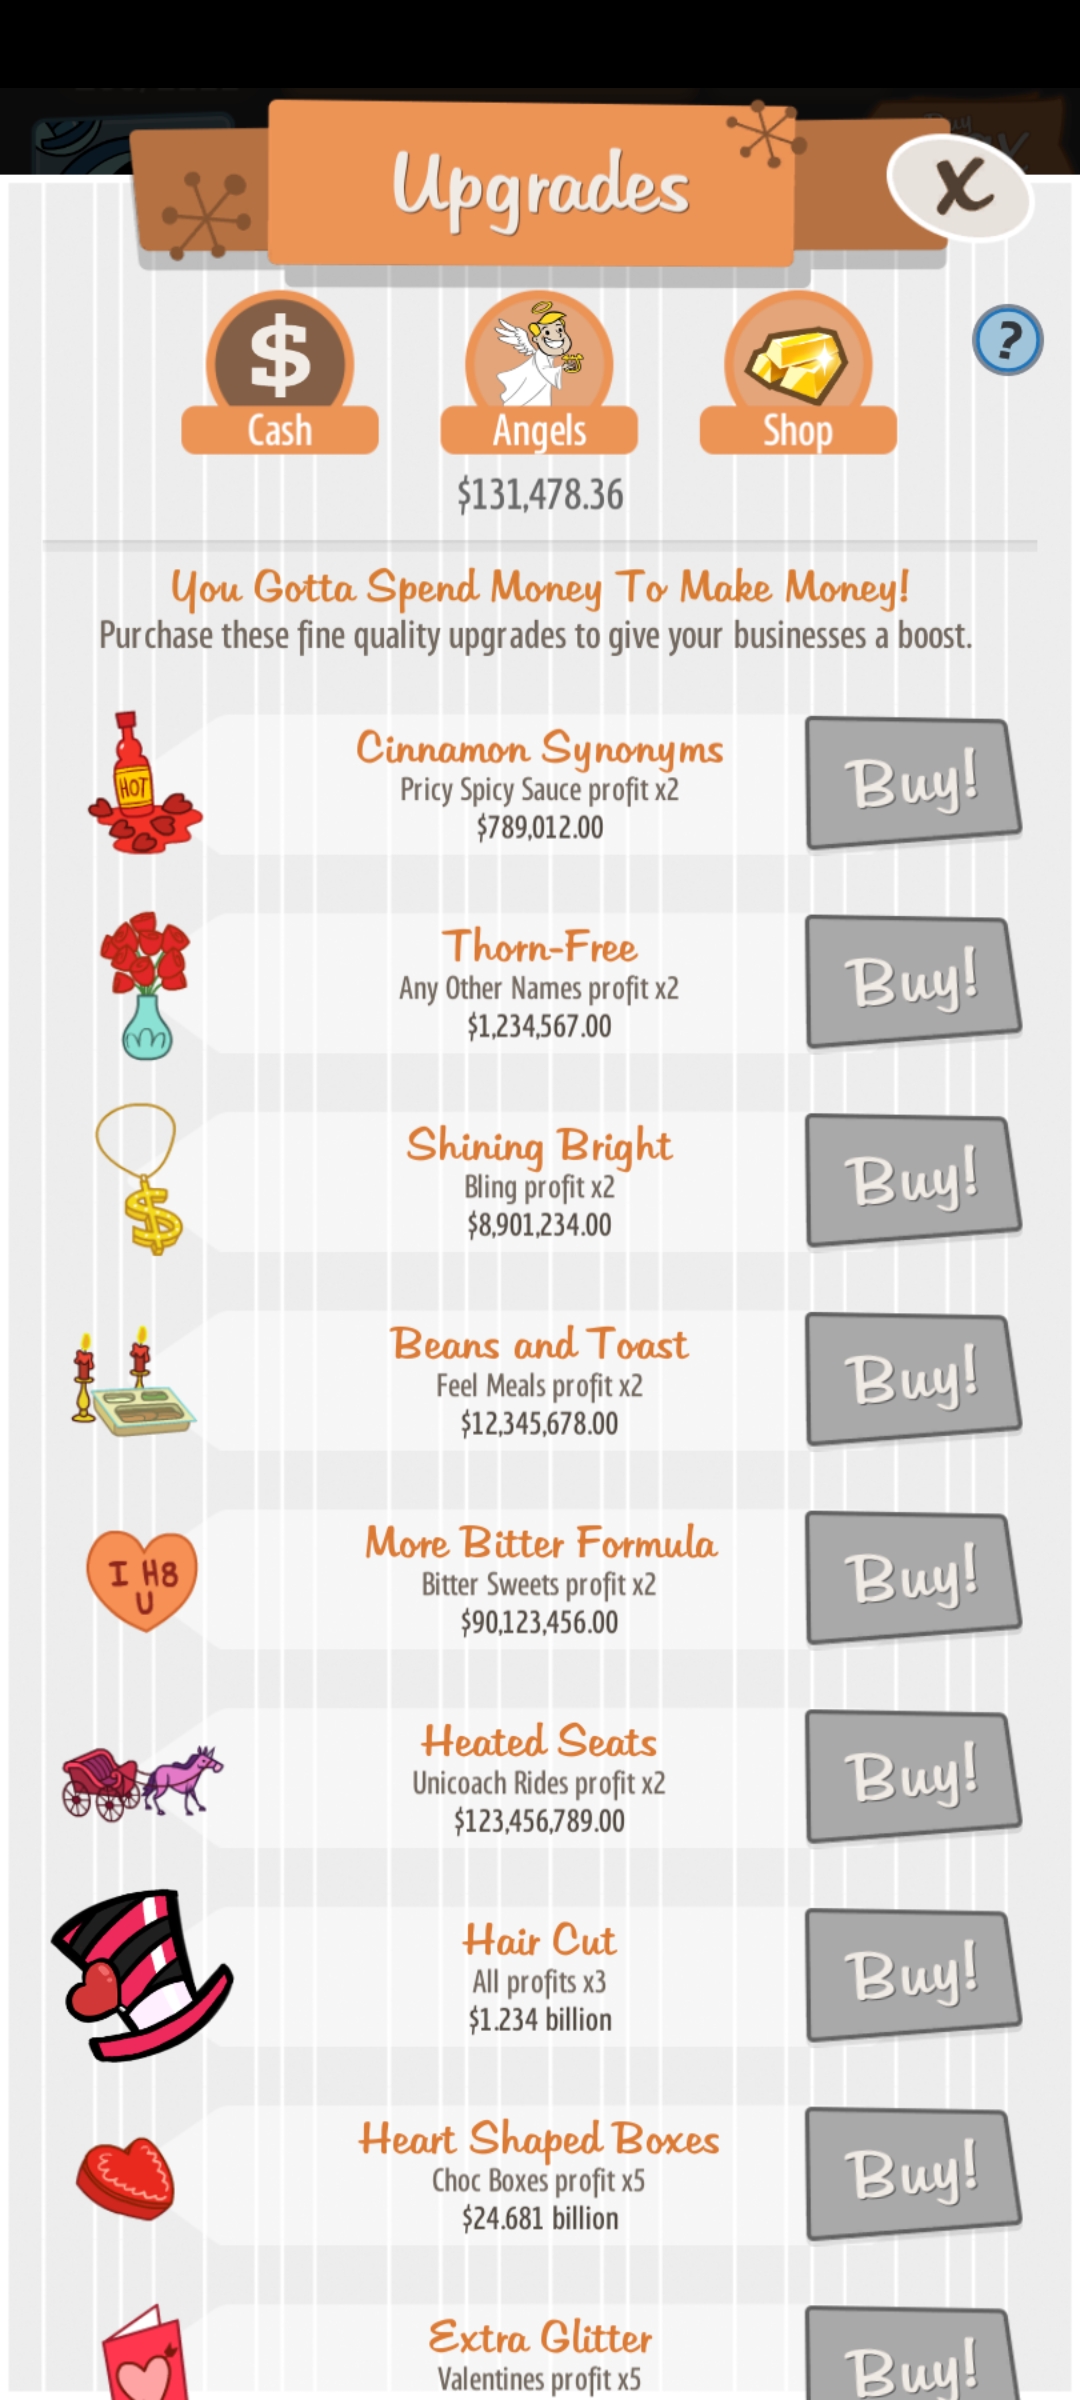 Upgrades
X
$
?
Cash
Angels
Shop
$131,478.36
You Gotta Spend Money To Make Money!
Purchase these fine quality upgrades to give your businesses a boost.
HOT
Cinnamon Synonyms
Pricy Spicy Sauce profit x2
$789,012.00
Buy!
Thorn-Free
Any Other Names profit x2
$1,234,567.00
Buy!
Shining Bright
Bling profit x2
$8,901,234.00
Buy!
Beans and Toast
Feel Meals profit x2
$12,345,678.00
Buy!
I H8
U
More Bitter Formula
Bitter Sweets profit x2
$90,123,456.00
Buy!
Heated Seats
Unicoach Rides profit x2
$123,456,789.00
Buy!
Hair Cut
All profits x3
$1.234 billion
Buy!
Heart Shaped Boxes
Choc Boxes profit x5
$24.681 billion
Buy!
Extra Glitter
Valentines profit x5
Buy!